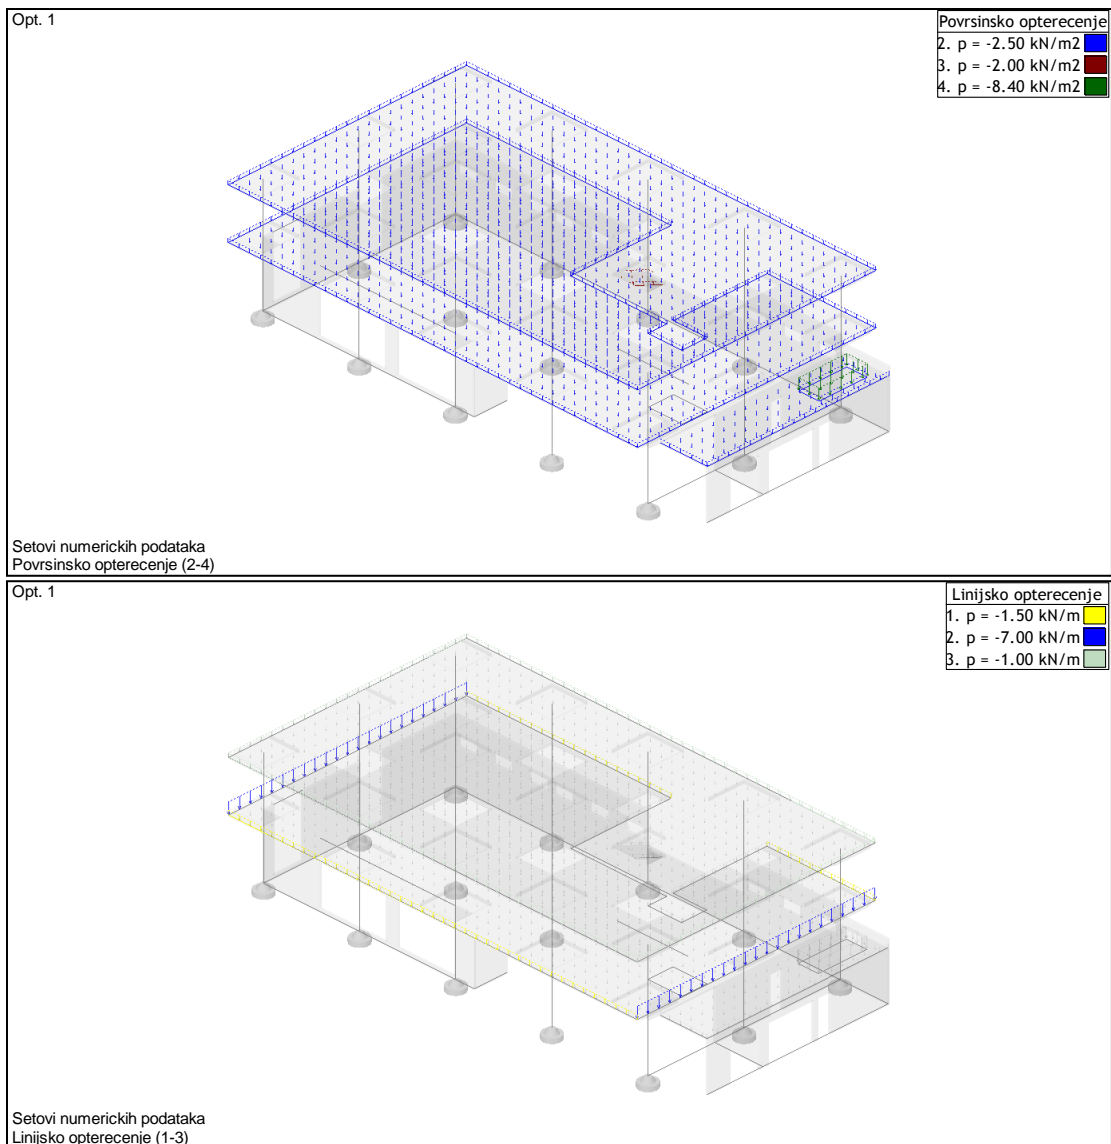 Opt. 1
Povrsinsko opterecenje
2. p = -2.50 kN/m2
3. p = -2.00 kN/m2
4. p = -8.40 kN/m2
Setovi numerickih podataka
Povrsinsko opterecenje (2-4)
Opt. 1
Linijsko opterecenje
1. p = -1.50 kN/m
2. p = -7.00 kN/m
3. p = -1.00 kN/m
Setovi numerickih podataka
Linijsko opterecenje (1-3)